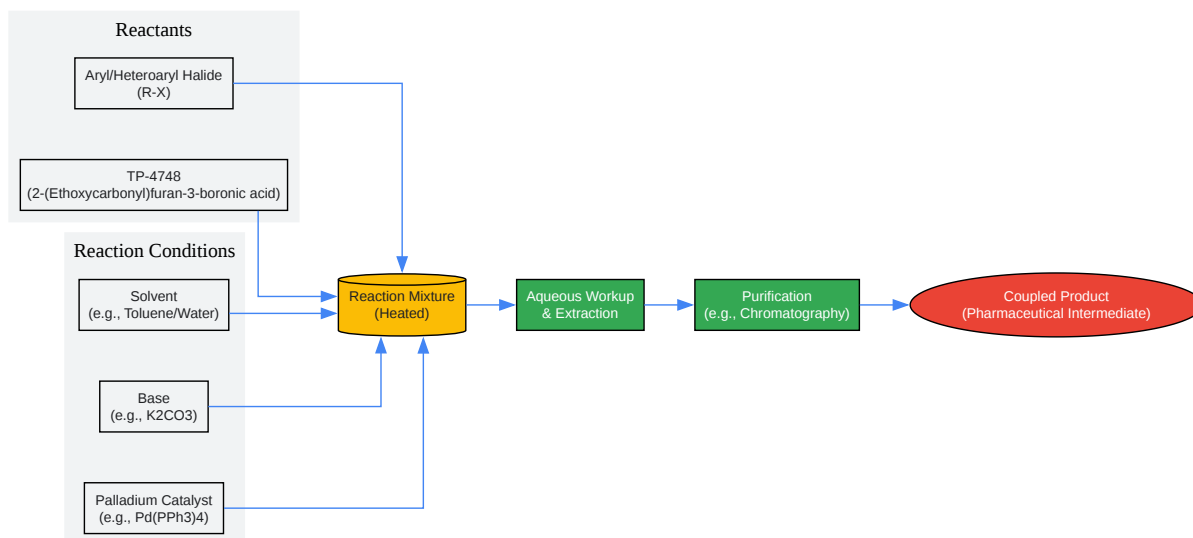 Reactants
Aryl/Heteroaryl Halide
(R-X)
TP-4748
(2-(Ethoxycarbonyl)furan-3-boronic acid)
Reaction Conditions
Solvent
(e.g., Toluene/Water)
Base
(e.g., K2CO3)
Palladium Catalyst
(e.g., Pd(PPh3)4)
Reaction Mixture
(Heated)
Aqueous Workup
& Extraction
Purification
(e.g., Chromatography)
Coupled Product
(Pharmaceutical Intermediate)